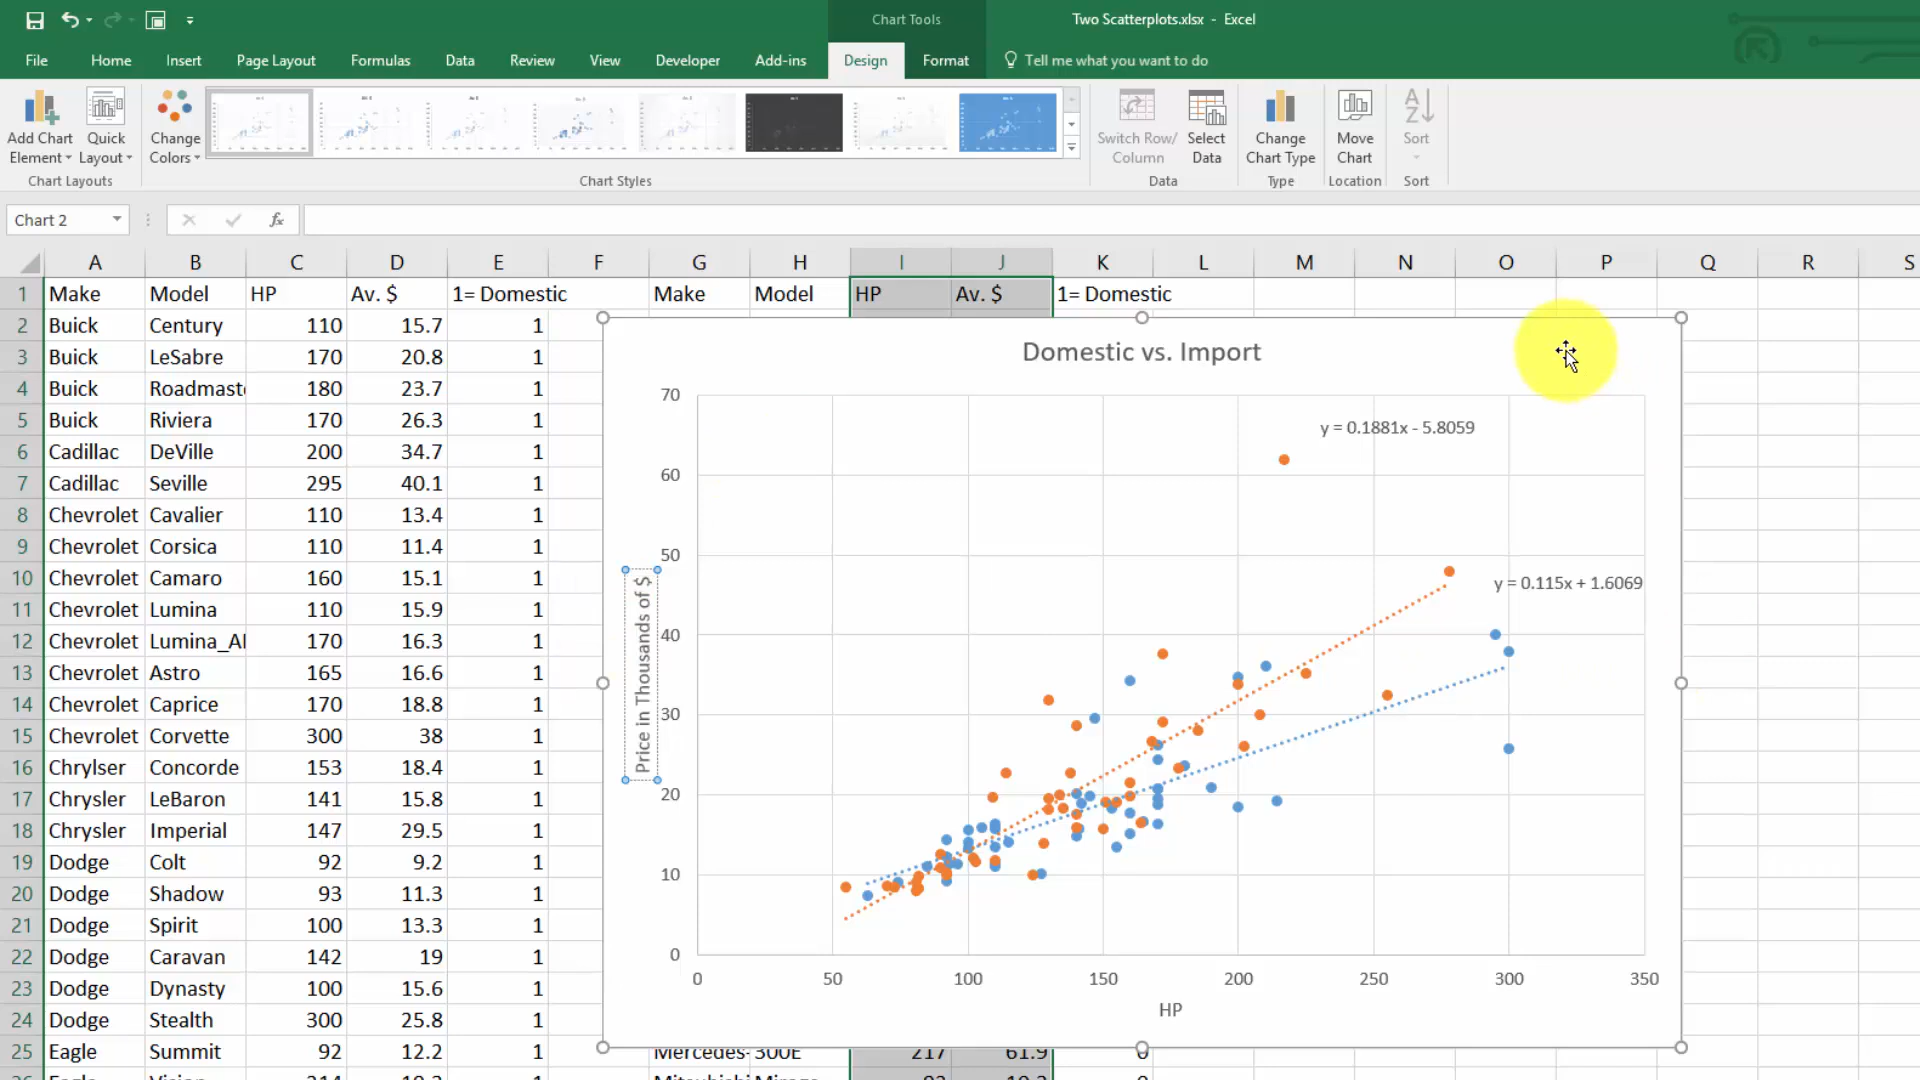 Chart Tools
Two Scatterplots.xlsx - Excel
File Home Insert Page Layout Formulas Data Review View Developer Add-ins Design Format Tell me what you want to do
Add Chart Element Quick Layout
Chart Layouts
Change Colors
Chart Styles
Switch Row/ Column Select Data
Data
Change Chart Type
Type
Move Chart
Location
Sort
Sort
Chart 2 fx
A B C D E F G H I J K L M N O P Q R S
1 Make Model HP Av. $ 1= Domestic Make Model HP Av. $ 1= Domestic
2 Buick Century 110 15.7 1
3 Buick LeSabre 170 20.8 1
4 Buick Roadmast 180 23.7 1
5 Buick Riviera 170 26.3 1
6 Cadillac DeVille 200 34.7 1
7 Cadillac Seville 295 40.1 1
8 Chevrolet Cavalier 110 13.4 1
9 Chevrolet Corsica 110 11.4 1
10 Chevrolet Camaro 160 15.1 1
11 Chevrolet Lumina 110 15.9 1
12 Chevrolet Lumina_A 170 16.3 1
13 Chevrolet Astro 165 16.6 1
14 Chevrolet Caprice 170 18.8 1
15 Chevrolet Corvette 300 38 1
16 Chrylser Concorde 153 18.4 1
17 Chrysler LeBaron 141 15.8 1
18 Chrysler Imperial 147 29.5 1
19 Dodge Colt 92 9.2 1
20 Dodge Shadow 93 11.3 1
21 Dodge Spirit 100 13.3 1
22 Dodge Caravan 142 19 1
23 Dodge Dynasty 100 15.6 1
24 Dodge Stealth 300 25.8 1
25 Eagle Summit 92 12.2 1 Mercedes- 300E 217 61.9 0
Domestic vs. Import
y = 0.1881x - 5.8059
y = 0.115x + 1.6069
Price in Thousands of $
70
60
50
40
30
20
10
0
0 50 100 150 200 250 300 350
HP